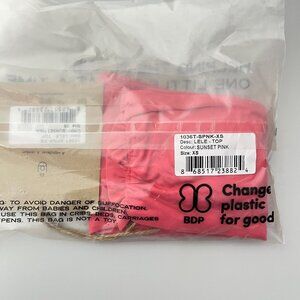 1036T-SPNK-XS
Desc: LELE - TOP
Colour: SUNSET PINK
Size: XS
8 68517 23882 4
Change
plastic
for good
BDP
G: TO AVOID DANGER OF SUFFOCATION,
WAY FROM BABIES AND CHILDREN.
USE THIS BAG IN CRIBS, BEDS, CARRIAGES
PENS. THIS BAG IS NOT A TOY